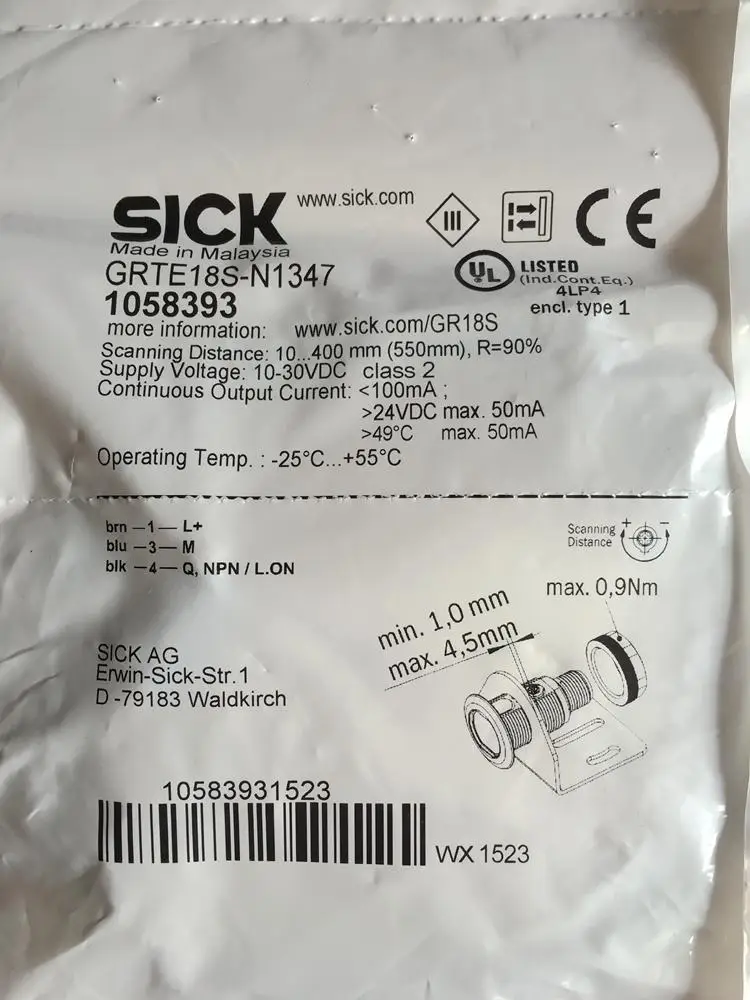 SICK www.sick.com
Made in Malaysia
GRTE18S-N1347
1058393
more information: www.sick.com/GR18S
Scanning Distance: 10...400 mm (550mm), R=90%
Supply Voltage: 10-30VDC class 2
Continuous Output Current: <100mA ;
>24VDC max. 50mA
>49°C max. 50mA
Operating Temp. : -25°C...+55°C
III
CE
UL LISTED
(Ind.Cont.Eq.)
4LP4
encl. type 1
brn -1- L+
blu -3- M
blk -4- Q, NPN / L.ON
Scanning
Distance
+ -
max. 0,9Nm
min. 1,0 mm
max. 4,5mm
SICK AG
Erwin-Sick-Str.1
D -79183 Waldkirch
10583931523
WX 1523